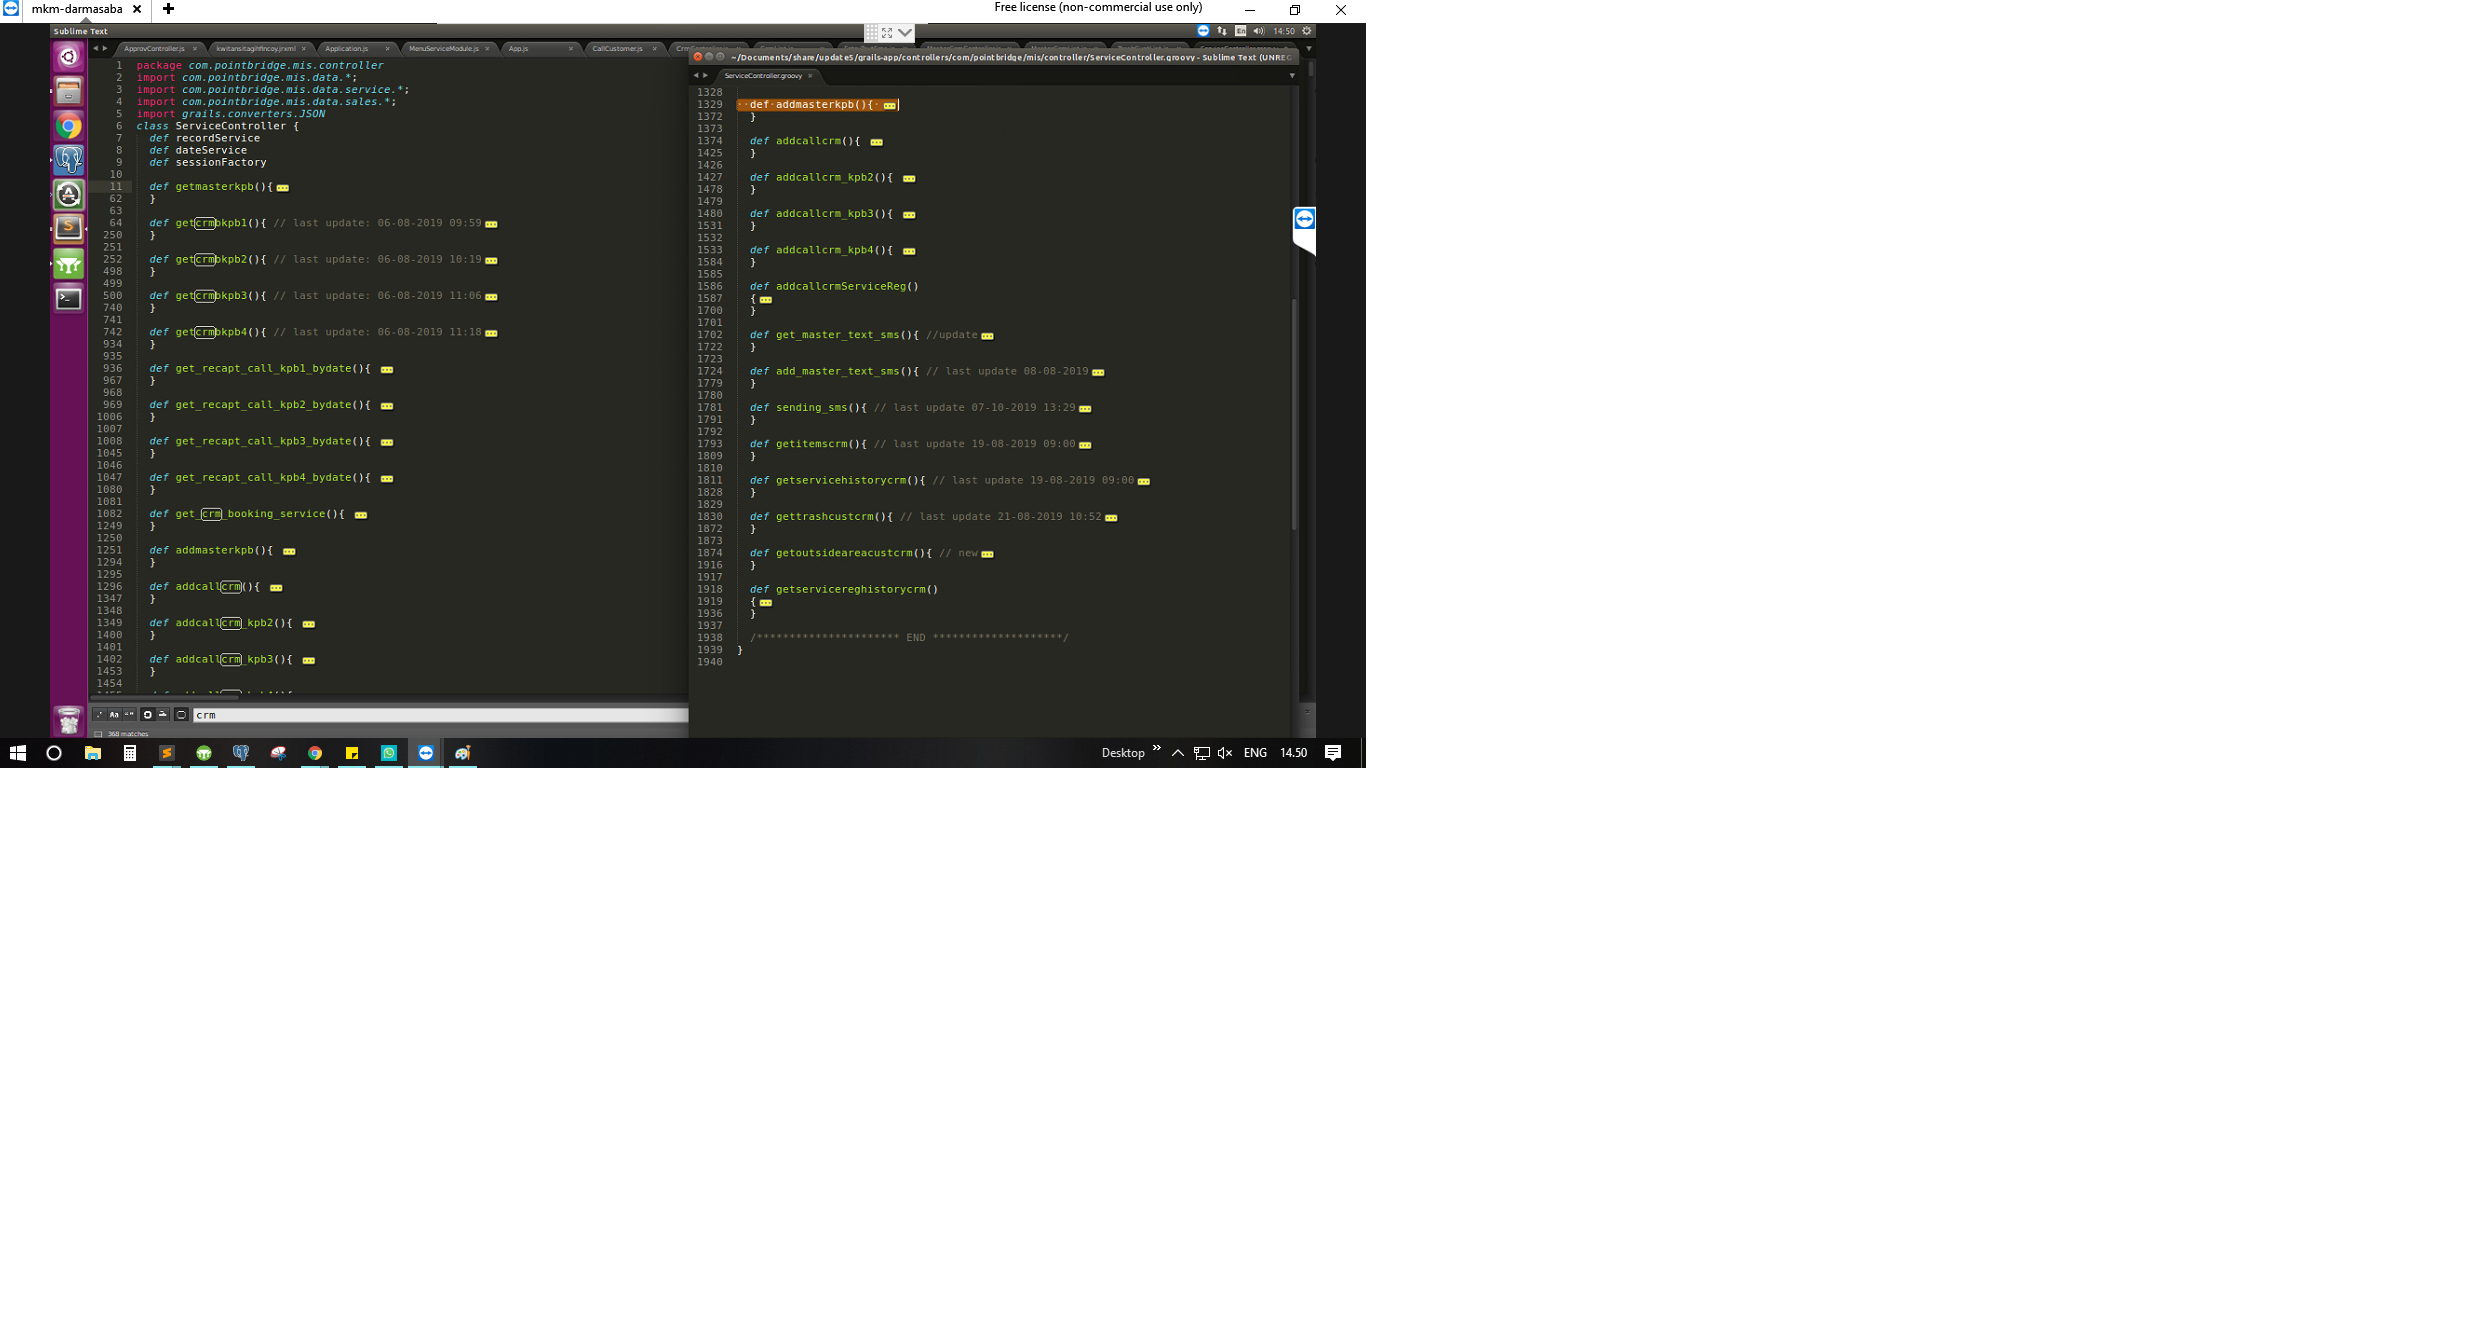 mkm-darmasaba
Free license (non-commercial use only)
Sublime Text
En
14:50
ApprovController.js
kwitansitagihfincoy.jrxml
Application.js
MenuServiceModule.js
App.js
CallCustomer.js
1 package com.pointbridge.mis.controller
2 import com.pointbridge.mis.data.*;
3 import com.pointbridge.mis.data.service.*;
4 import com.pointbridge.mis.data.sales.*;
5 import grails.converters.JSON
6 class ServiceController {
7 def recordService
8 def dateService
9 def sessionFactory
10
11 def getmasterkpb(){
62 }
63
64 def getcrmbkpb1(){ // last update: 06-08-2019 09:59
250 }
251
252 def getcrmbkpb2(){ // last update: 06-08-2019 10:19
498 }
499
500 def getcrmbkpb3(){ // last update: 06-08-2019 11:06
740 }
741
742 def getcrmbkpb4(){ // last update: 06-08-2019 11:18
934 }
935
936 def get_recapt_call_kpb1_bydate(){
967 }
968
969 def get_recapt_call_kpb2_bydate(){
1006 }
1007
1008 def get_recapt_call_kpb3_bydate(){
1045 }
1046
1047 def get_recapt_call_kpb4_bydate(){
1080 }
1081
1082 def get_crm_booking_service(){
1249 }
1250
1251 def addmasterkpb(){
1294 }
1295
1296 def addcallcrm(){
1347 }
1348
1349 def addcallcrm_kpb2(){
1400 }
1401
1402 def addcallcrm_kpb3(){
1453 }
1454
crm
368 matches
~/Documents/share/update5/grails-app/controllers/com/pointbridge/mis/controller/ServiceController.groovy - Sublime Text (UNREG
ServiceController.groovy
1328
1329 def addmasterkpb(){
1372 }
1373
1374 def addcallcrm(){
1425 }
1426
1427 def addcallcrm_kpb2(){
1478 }
1479
1480 def addcallcrm_kpb3(){
1531 }
1532
1533 def addcallcrm_kpb4(){
1584 }
1585
1586 def addcallcrmServiceReg()
1587 {
1700 }
1701
1702 def get_master_text_sms(){ //update
1722 }
1723
1724 def add_master_text_sms(){ // last update 08-08-2019
1779 }
1780
1781 def sending_sms(){ // last update 07-10-2019 13:29
1791 }
1792
1793 def getitemscrm(){ // last update 19-08-2019 09:00
1809 }
1810
1811 def getservicehistorycrm(){ // last update 19-08-2019 09:00
1828 }
1829
1830 def gettrashcustcrm(){ // last update 21-08-2019 10:52
1872 }
1873
1874 def getoutsideareacustcrm(){ // new
1916 }
1917
1918 def getservicereghistorycrm()
1919 {
1936 }
1937
1938 /********************** END ********************/
1939 }
1940
Desktop
ENG
14.50